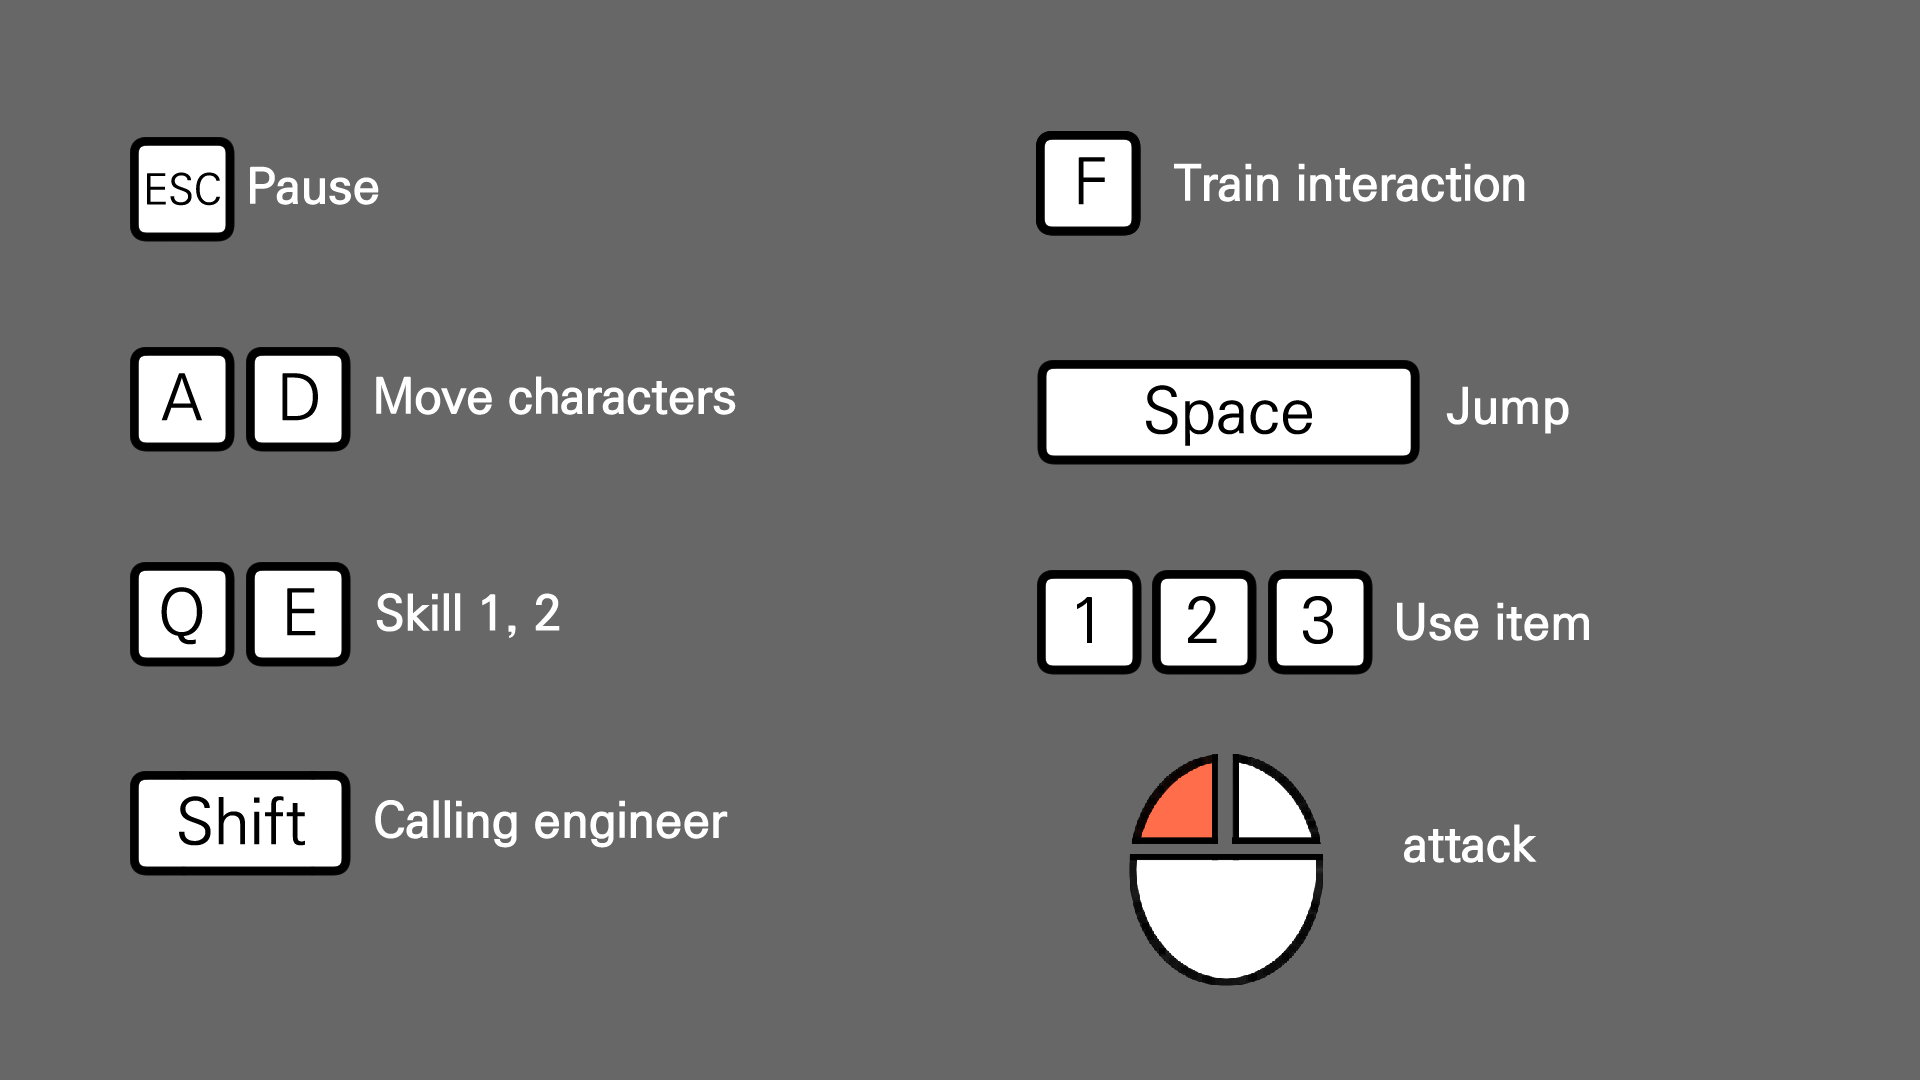 ESC Pause
A D Move characters
Q E Skill 1, 2
Shift Calling engineer
F Train interaction
Space Jump
1 2 3 Use item
attack